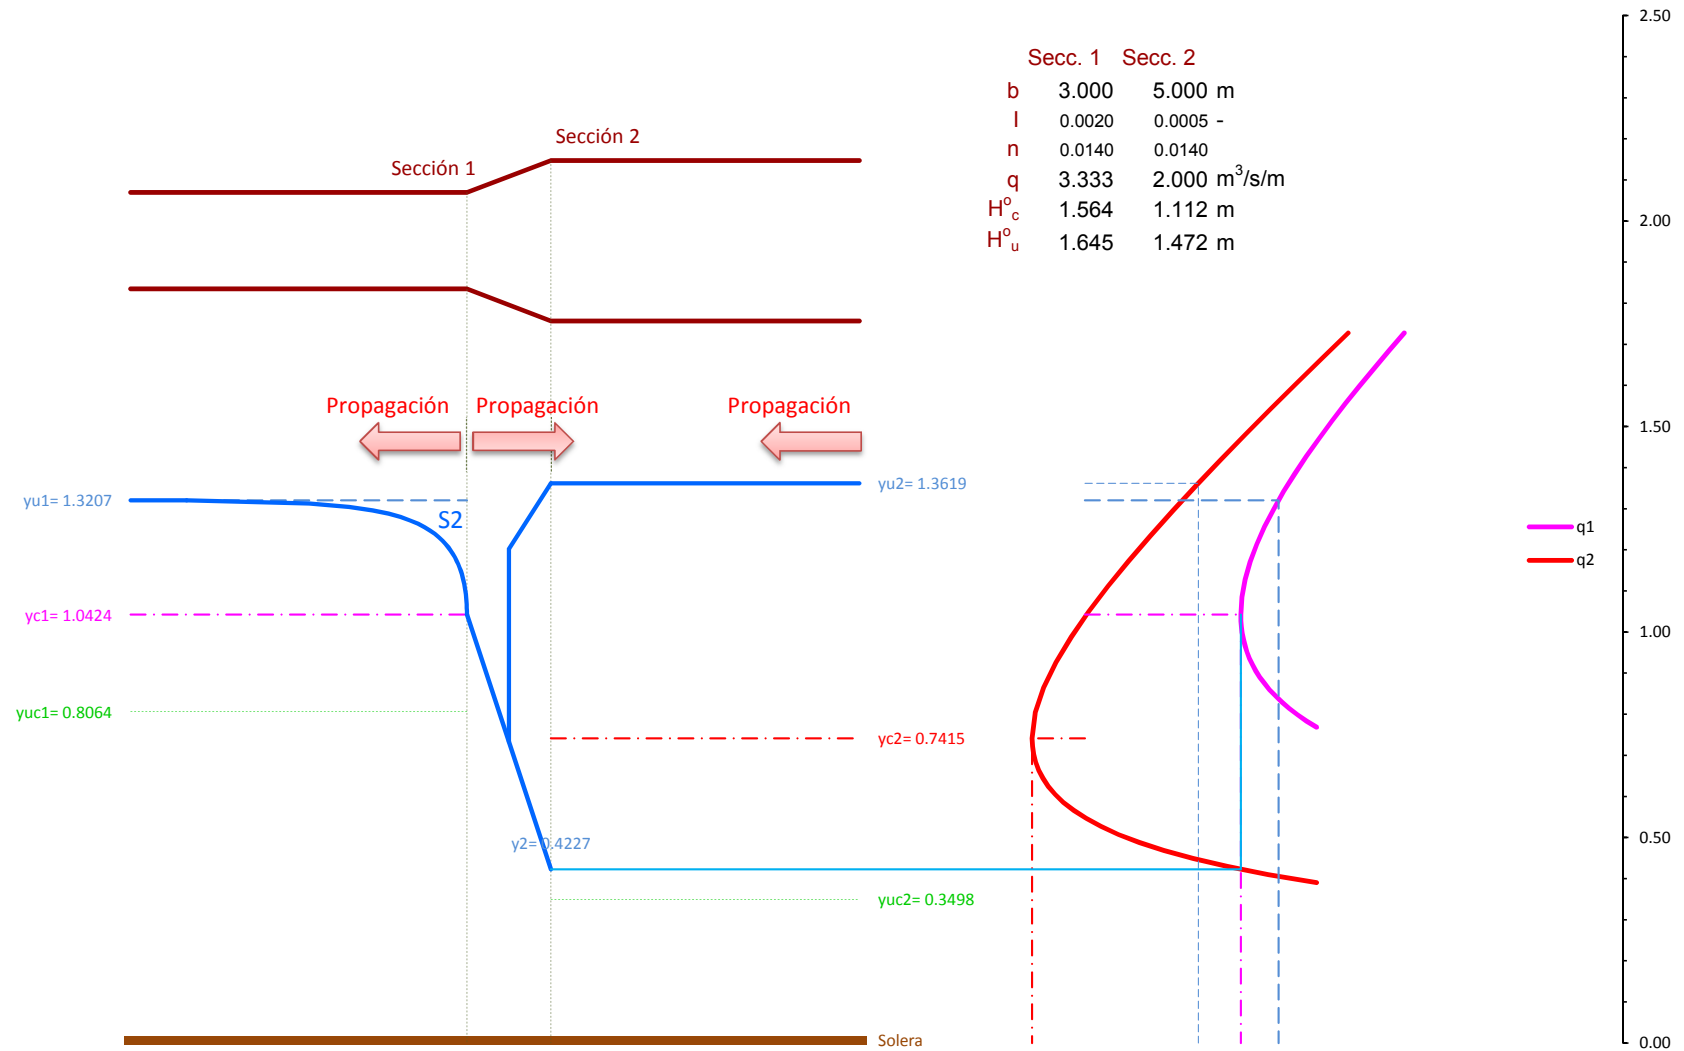 2.50
Secc. 1 Secc. 2
b 3.000 5.000 m
I 0.0020 0.0005 -
n 0.0140 0.0140
q 3.333 2.000 m³/s/m
Hº꜀ 1.564 1.112 m
Hºᵤ 1.645 1.472 m
Sección 2
Sección 1
2.00
Propagación Propagación Propagación
1.50
yu1= 1.3207
S2
yu2= 1.3619
q1
q2
yc1= 1.0424
1.00
yuc1= 0.8064
yc2= 0.7415
y2= 0.4227
0.50
yuc2= 0.3498
Solera
0.00